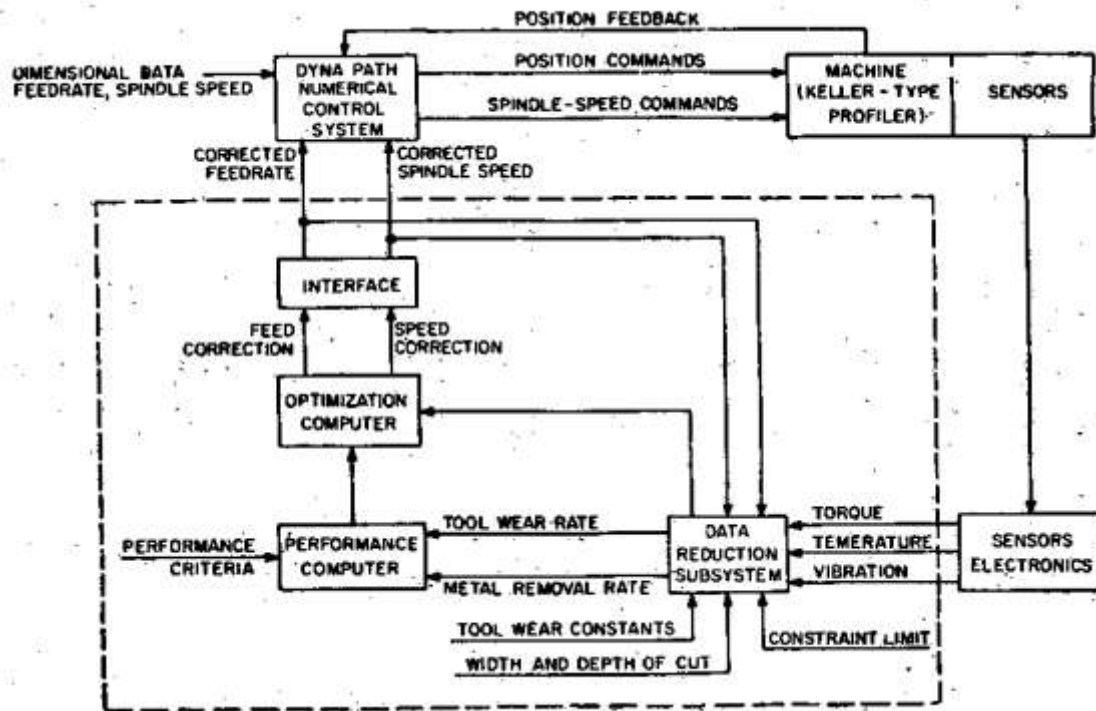 POSITION FEEDBACK
DIMENSIONAL DATA
FEEDRATE, SPINDLE SPEED
DYNA PATH
NUMERICAL
CONTROL
SYSTEM
POSITION COMMANDS
SPINDLE-SPEED COMMANDS
MACHINE
(KELLER-TYPE
PROFILER)
SENSORS
CORRECTED
FEEDRATE
CORRECTED
SPINDLE SPEED
INTERFACE
FEED
CORRECTION
SPEED
CORRECTION
OPTIMIZATION
COMPUTER
PERFORMANCE
CRITERIA
PERFORMANCE
COMPUTER
TOOL WEAR RATE
METAL REMOVAL RATE
DATA
REDUCTION
SUBSYSTEM
TORQUE
TEMERATURE
VIBRATION
SENSORS
ELECTRONICS
TOOL WEAR CONSTANTS
WIDTH AND DEPTH OF CUT
CONSTRAINT LIMIT